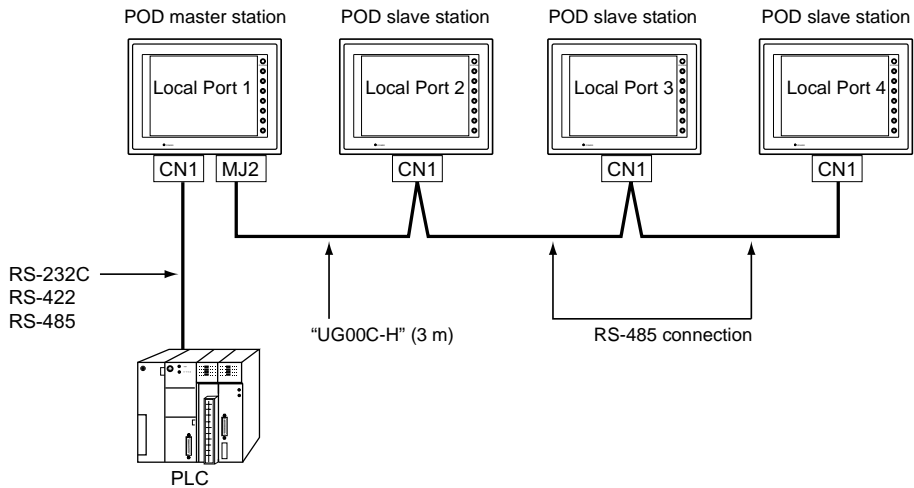 POD master station
POD slave station
POD slave station
POD slave station
Local Port 1
Local Port 2
Local Port 3
Local Port 4
CN1
MJ2
CN1
CN1
CN1
RS-232C
RS-422
RS-485
“UG00C-H” (3 m)
RS-485 connection
PLC